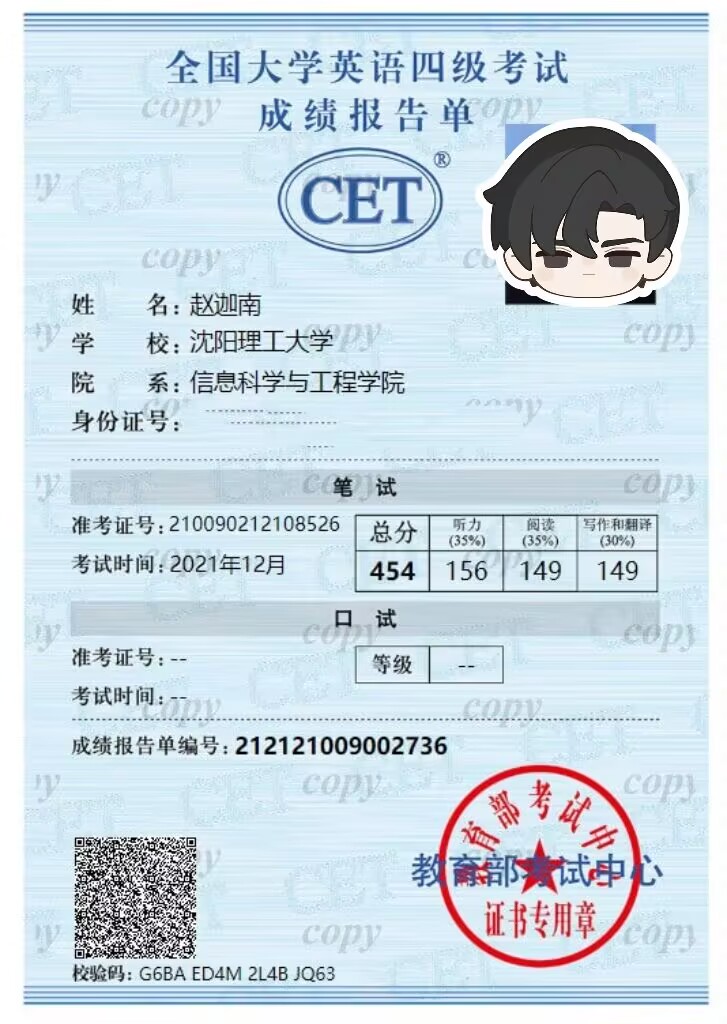 全国大学英语四级考试
成绩报告单
CET®
姓 名：赵迦南
学 校：沈阳理工大学
院 系：信息科学与工程学院
身份证号：
笔 试
准考证号：210090212108526
考试时间：2021年12月
总分 听力(35%) 阅读(35%) 写作和翻译(30%)
454 156 149 149
口 试
准考证号：--
考试时间：--
等级 --
成绩报告单编号：212121009002736
教育部考试中心
教育部考试中心
证书专用章
校验码：G6BA ED4M 2L4B JQ63
copy
CET